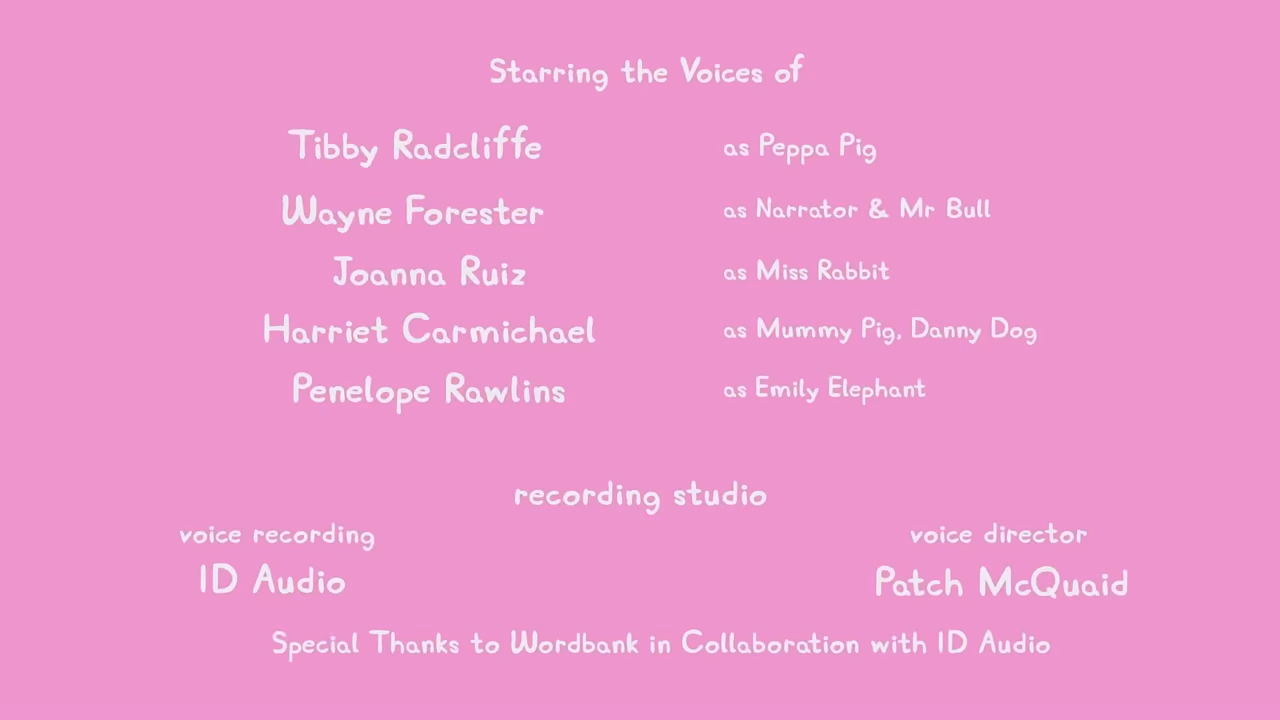 Starring the Voices of
Tibby Radcliffe as Peppa Pig
Wayne Forester as Narrator & Mr Bull
Joanna Ruiz as Miss Rabbit
Harriet Carmichael as Mummy Pig, Danny Dog
Penelope Rawlins as Emily Elephant
recording studio
voice recording voice director
ID Audio Patch McQuaid
Special Thanks to Wordbank in Collaboration with ID Audio